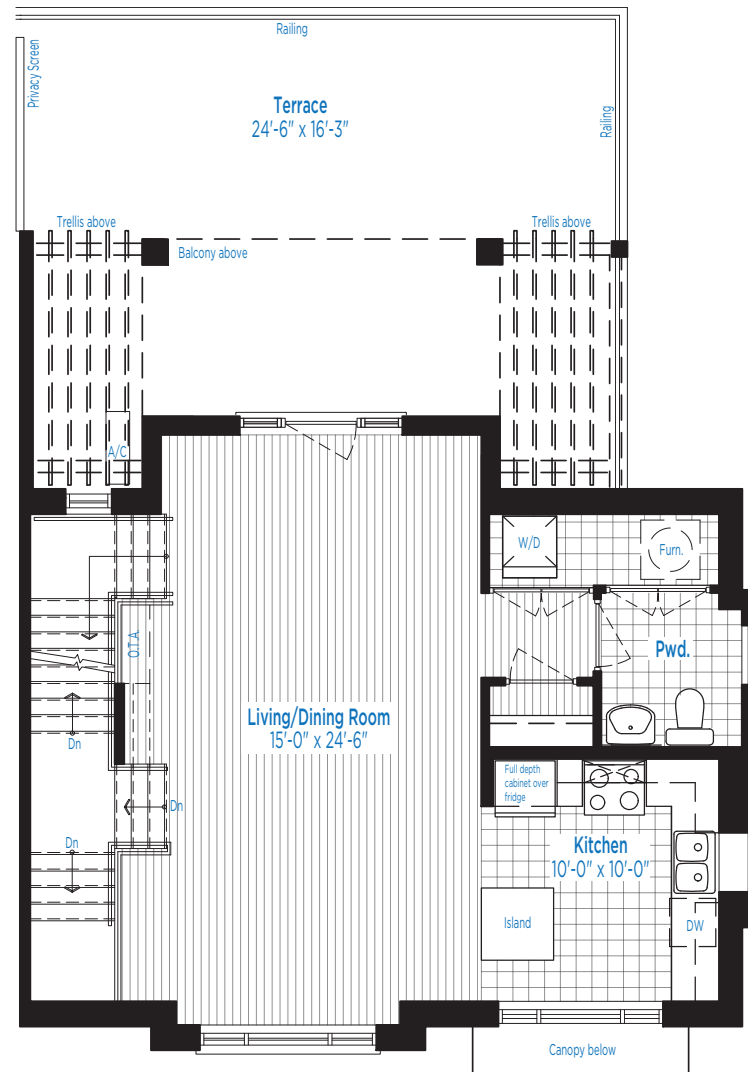 Railing
Privacy Screen
Terrace
24'-6" x 16'-3"
Railing
Trellis above
Trellis above
Balcony above
A/C
W/D
Furn.
O.T.A.
Pwd.
Dn
Living/Dining Room
15'-0" x 24'-6"
Full depth
cabinet over
fridge
Dn
Dn
Kitchen
10'-0" x 10'-0"
Island
DW
Canopy below